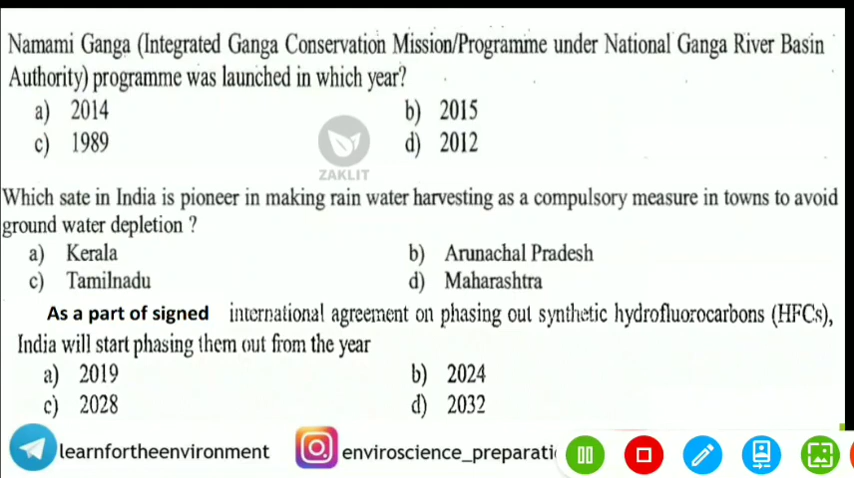 Namami Ganga (Integrated Ganga Conservation Mission/Programme under National Ganga River Basin
Authority) programme was launched in which year?
a) 2014 b) 2015
c) 1989 d) 2012
ZAKLIT
Which sate in India is pioneer in making rain water harvesting as a compulsory measure in towns to avoid
ground water depletion ?
a) Kerala b) Arunachal Pradesh
c) Tamilnadu d) Maharashtra
As a part of signed international agreement on phasing out synthetic hydrofluorocarbons (HFCs),
India will start phasing them out from the year
a) 2019 b) 2024
c) 2028 d) 2032
learnfortheenvironment enviroscience_preparati